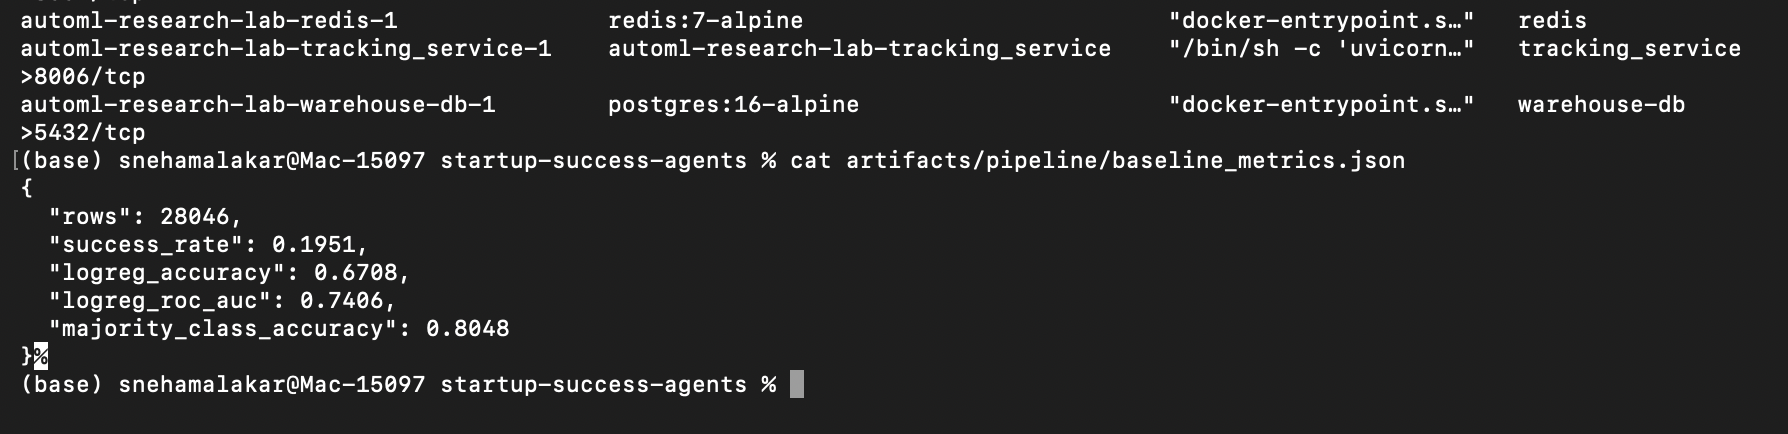 automl-research-lab-redis-1 redis:7-alpine "docker-entrypoint.s…" redis
automl-research-lab-tracking_service-1 automl-research-lab-tracking_service "/bin/sh -c 'uvicorn…" tracking_service
>8006/tcp
automl-research-lab-warehouse-db-1 postgres:16-alpine "docker-entrypoint.s…" warehouse-db
>5432/tcp
[(base) snehamalakar@Mac-15097 startup-success-agents % cat artifacts/pipeline/baseline_metrics.json
{
  "rows": 28046,
  "success_rate": 0.1951,
  "logreg_accuracy": 0.6708,
  "logreg_roc_auc": 0.7406,
  "majority_class_accuracy": 0.8048
}%
(base) snehamalakar@Mac-15097 startup-success-agents %